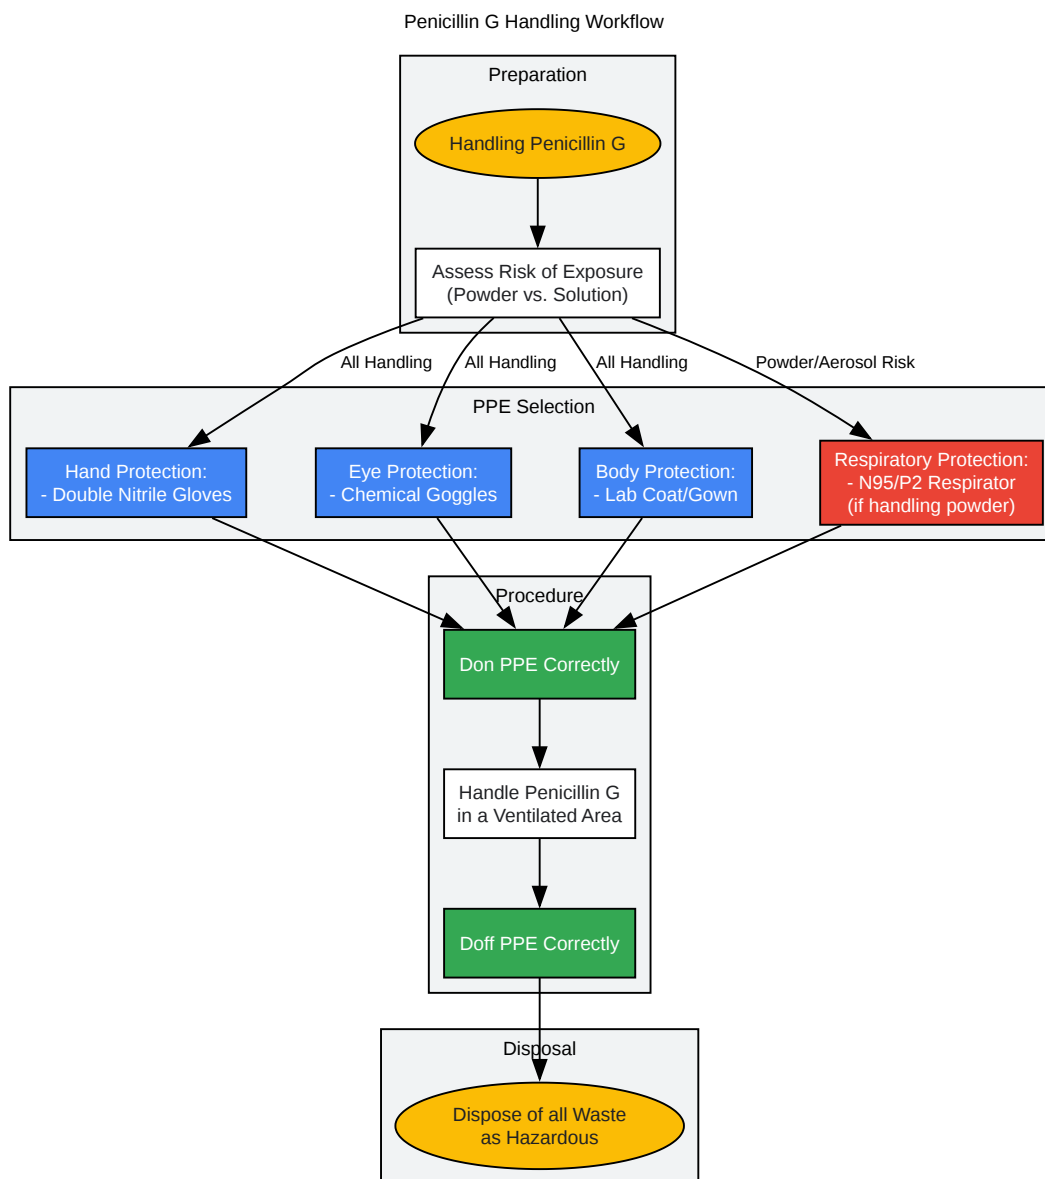 Penicillin G Handling Workflow
Preparation
Handling Penicillin G
Assess Risk of Exposure
(Powder vs. Solution)
All Handling
All Handling
All Handling
Powder/Aerosol Risk
PPE Selection
Hand Protection:
- Double Nitrile Gloves
Eye Protection:
- Chemical Goggles
Body Protection:
- Lab Coat/Gown
Respiratory Protection:
- N95/P2 Respirator
(if handling powder)
Procedure
Don PPE Correctly
Handle Penicillin G
in a Ventilated Area
Doff PPE Correctly
Disposal
Dispose of all Waste
as Hazardous